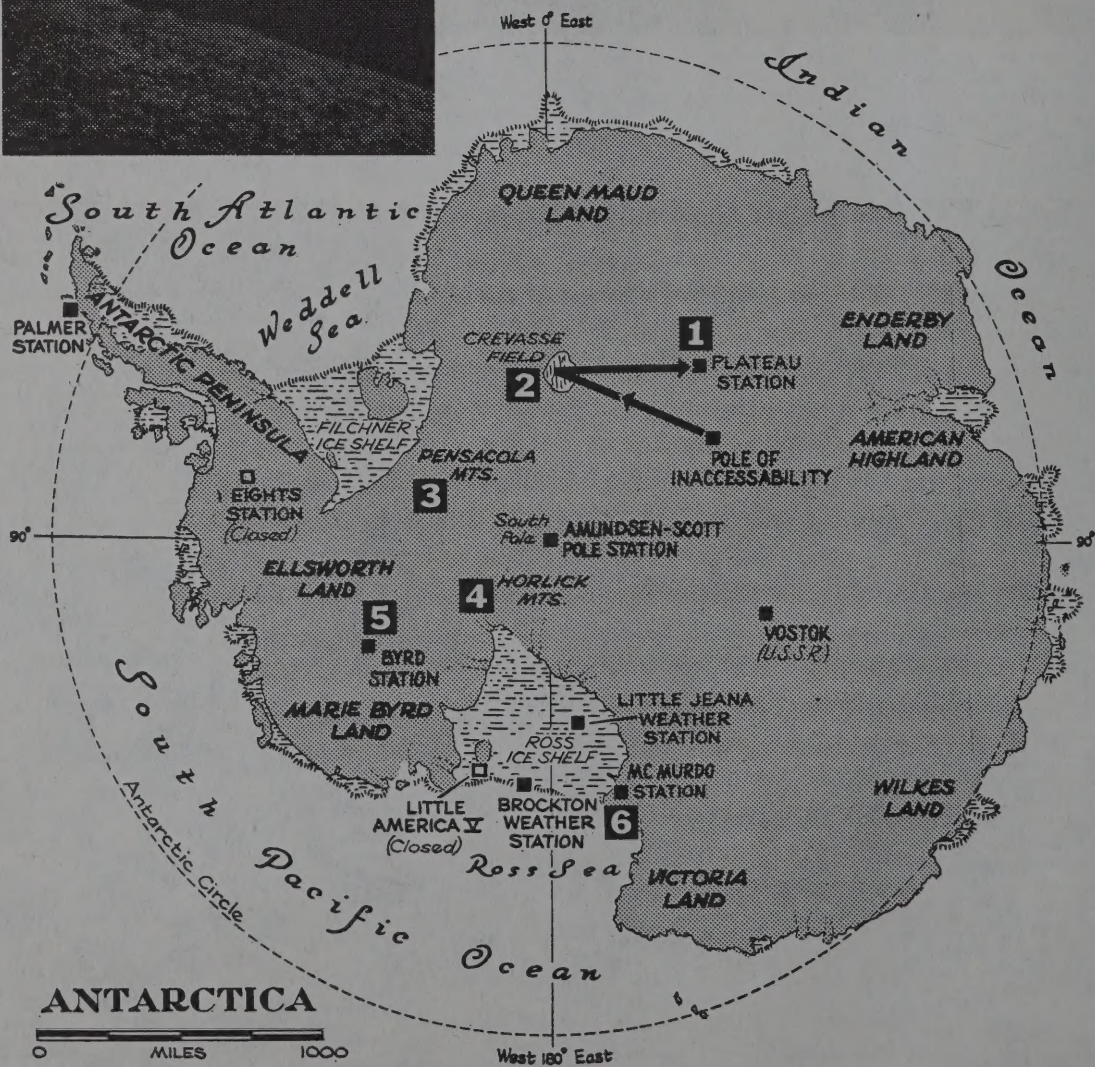 West 0° East
Indian
Ocean
South Atlantic
Ocean
Weddell
Sea
QUEEN MAUD
LAND
ENDERBY
LAND
PALMER
STATION
ANTARCTIC PENINSULA
CREVASSE
FIELD
1
PLATEAU
STATION
2
FILCHNER
ICE SHELF
PENSACOLA
MTS.
3
POLE OF
INACCESSABILITY
AMERICAN
HIGHLAND
EIGHTS
STATION
(Closed)
90°
South
Pole
AMUNDSEN-SCOTT
POLE STATION
90°
ELLSWORTH
LAND
4
HORLICK
MTS.
5
BYRD
STATION
VOSTOK
(U.S.S.R)
MARIE BYRD
LAND
LITTLE JEANA
WEATHER
STATION
ROSS
ICE SHELF
MC MURDO
STATION
WILKES
LAND
LITTLE
AMERICA V
(Closed)
BROCKTON
WEATHER
STATION
6
Ross Sea
VICTORIA
LAND
South Pacific Ocean
Antarctic Circle
ANTARCTICA
0 MILES 1000
West 180° East